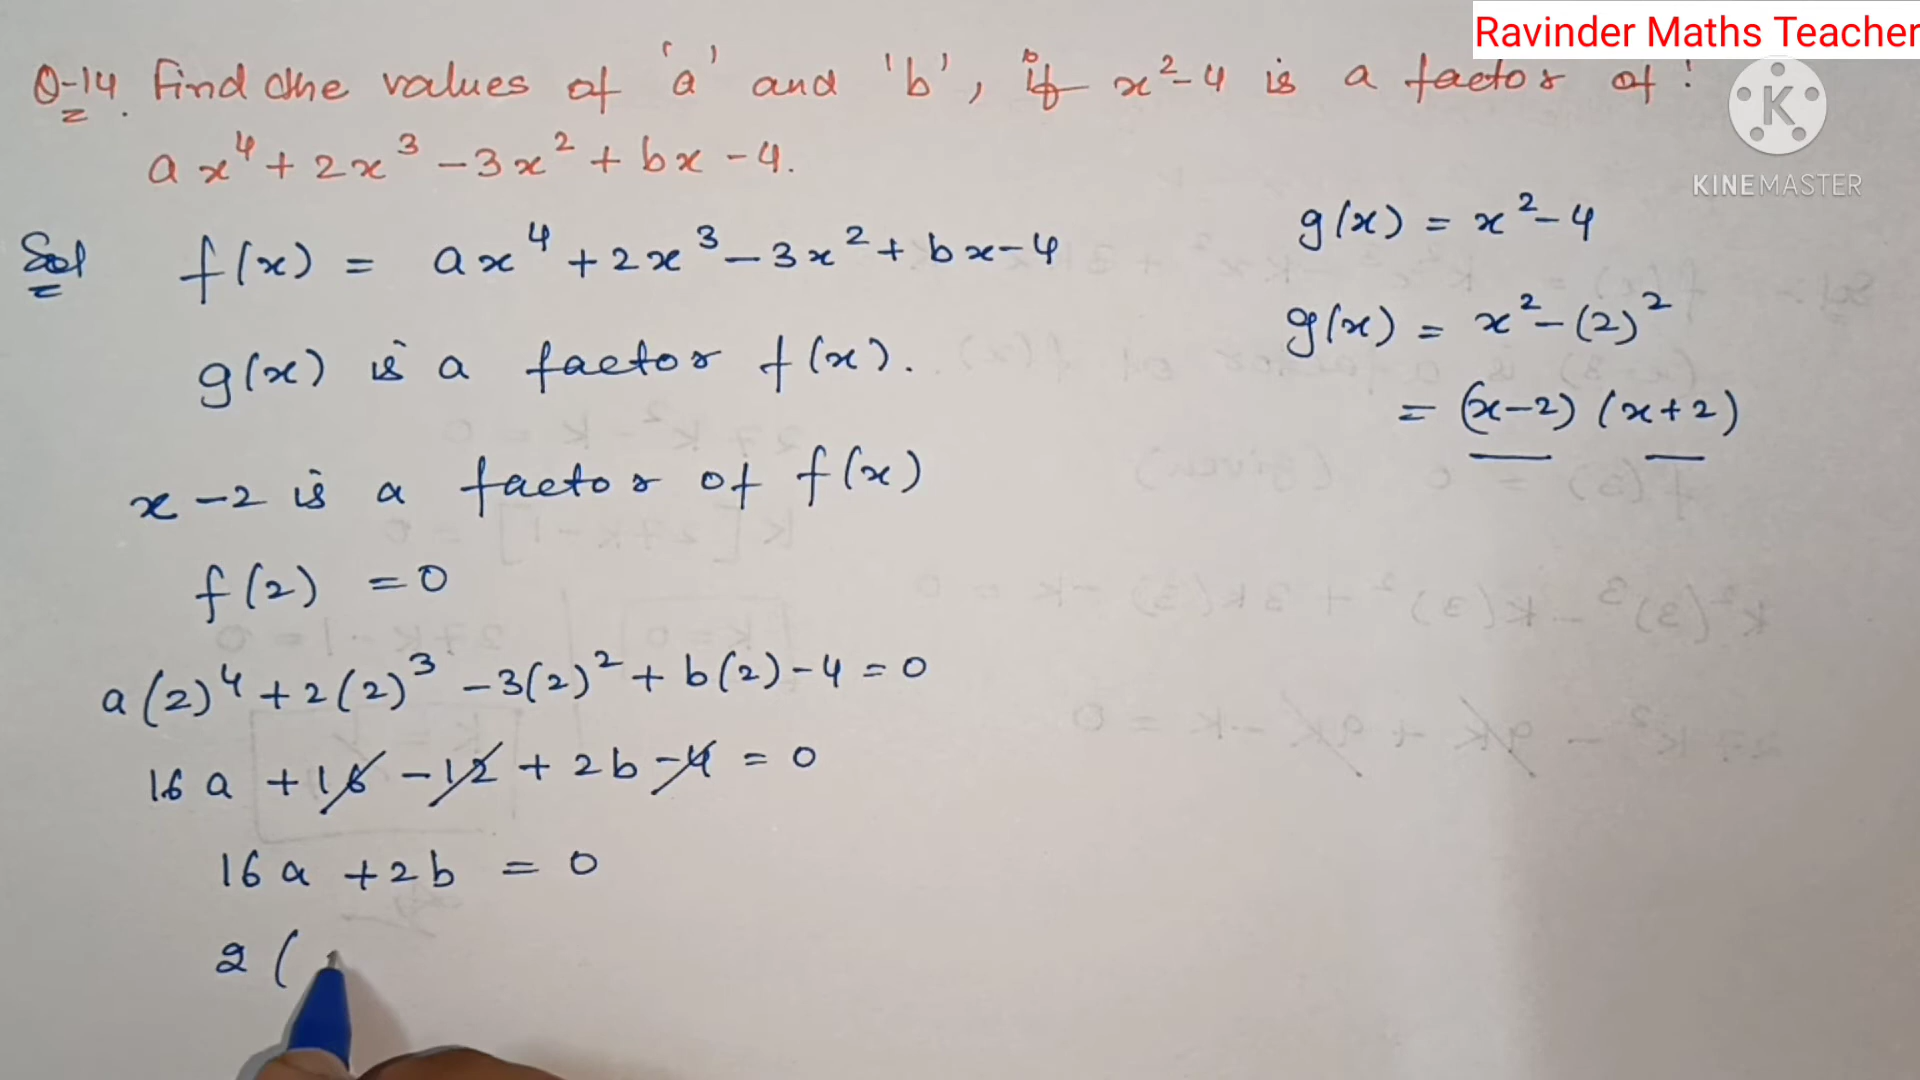 Ravinder Maths Teacher
Q-14. Find the values of 'a' and 'b', if x²-4 is a factor of :
ax⁴ + 2x³ - 3x² + bx - 4.
KINEMASTER
Sol f(x) = ax⁴ + 2x³ - 3x² + bx - 4
g(x) is a factor f(x).
x - 2 is a factor of f(x)
f(2) = 0
a(2)⁴ + 2(2)³ - 3(2)² + b(2) - 4 = 0
16a + 16 - 12 + 2b - 4 = 0
16a + 2b = 0
2 (
g(x) = x² - 4
g(x) = x² - (2)²
= (x-2) (x+2)